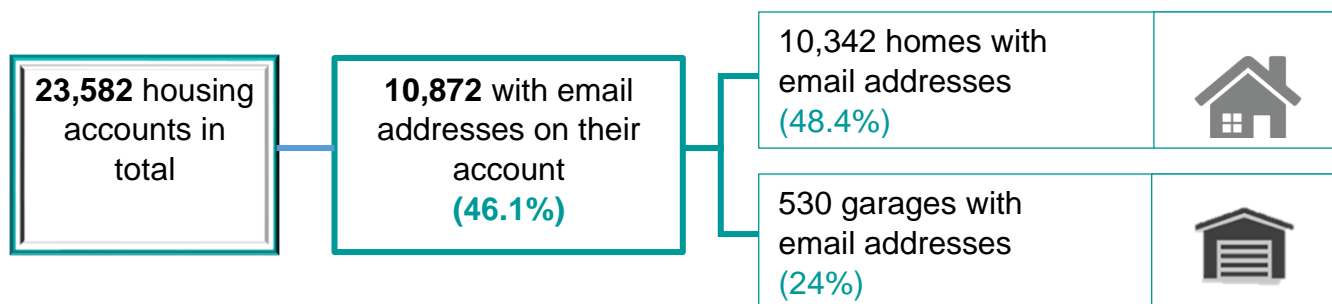 23,582 housing
accounts in
total
10,872 with email
addresses on their
account
(46.1%)
10,342 homes with
email addresses
(48.4%)
530 garages with
email addresses
(24%)